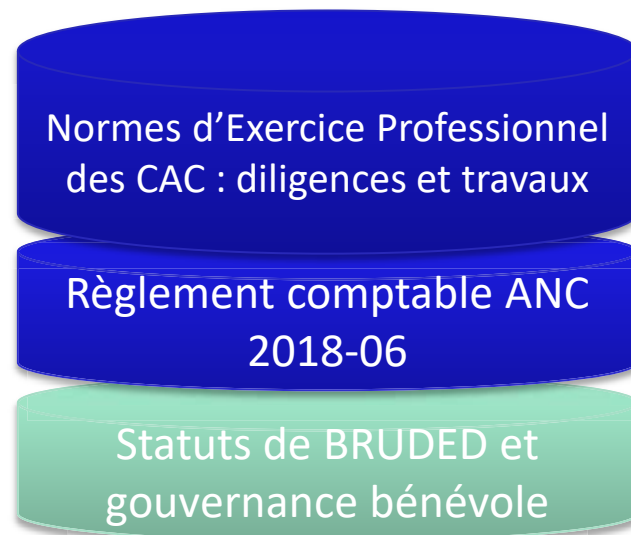 Normes d’Exercice Professionnel
des CAC : diligences et travaux
Règlement comptable ANC
2018-06
Statuts de BRUDED et
gouvernance bénévole